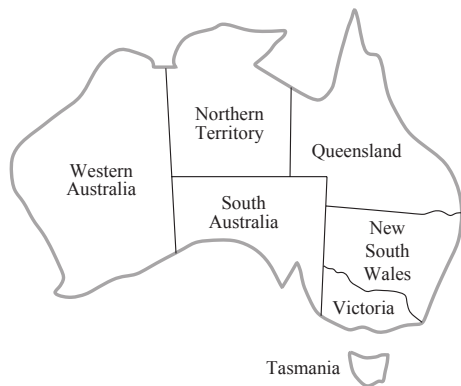 Northern
Territory
Western
Australia
Queensland
South
Australia
New
South
Wales
Victoria
Tasmania